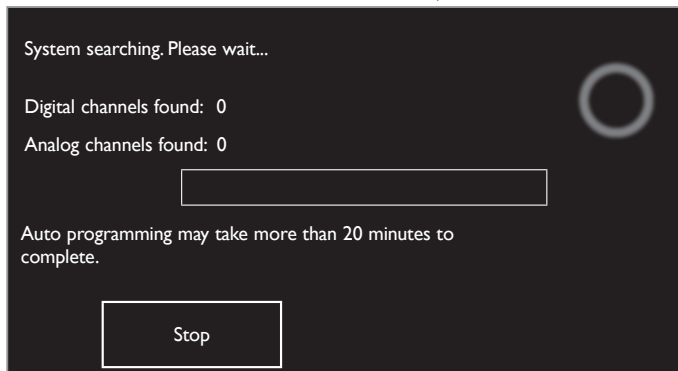 System searching. Please wait...
Digital channels found: 0
Analog channels found: 0
Auto programming may take more than 20 minutes to
complete.
Stop